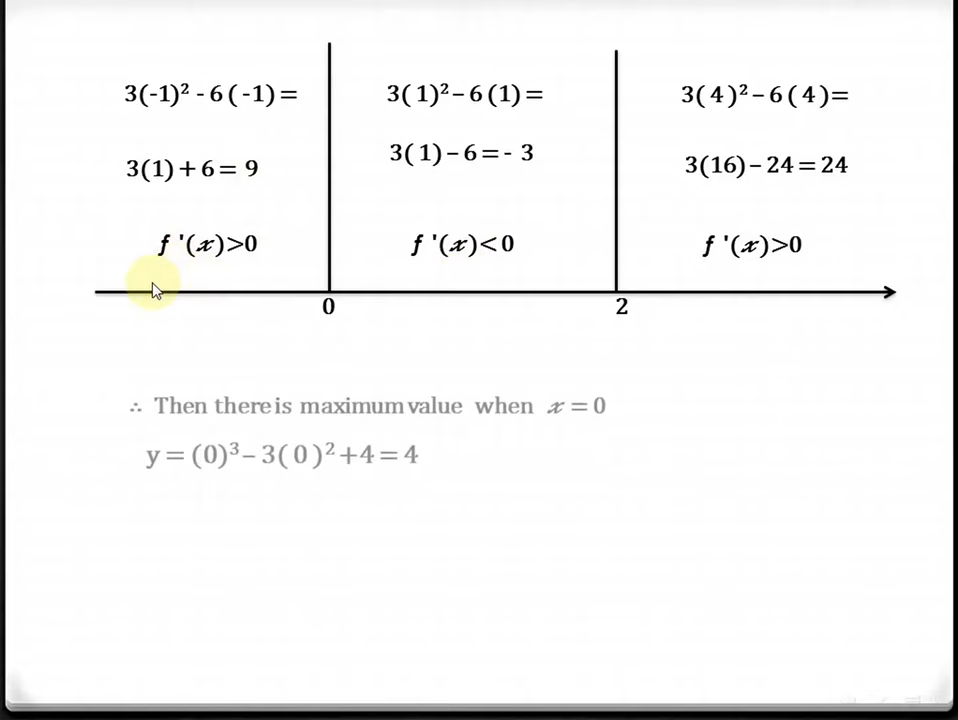 3(-1)² - 6 ( -1) =
3(1) + 6 = 9
f '(x)>0
3( 1)² – 6 (1) =
3( 1) – 6 = - 3
f '(x)<0
3( 4 )² – 6 ( 4 )=
3(16) – 24 = 24
f '(x)>0
0
2
∴ Then there is maximum value when x = 0
y = (0)³ – 3( 0 )² +4 = 4